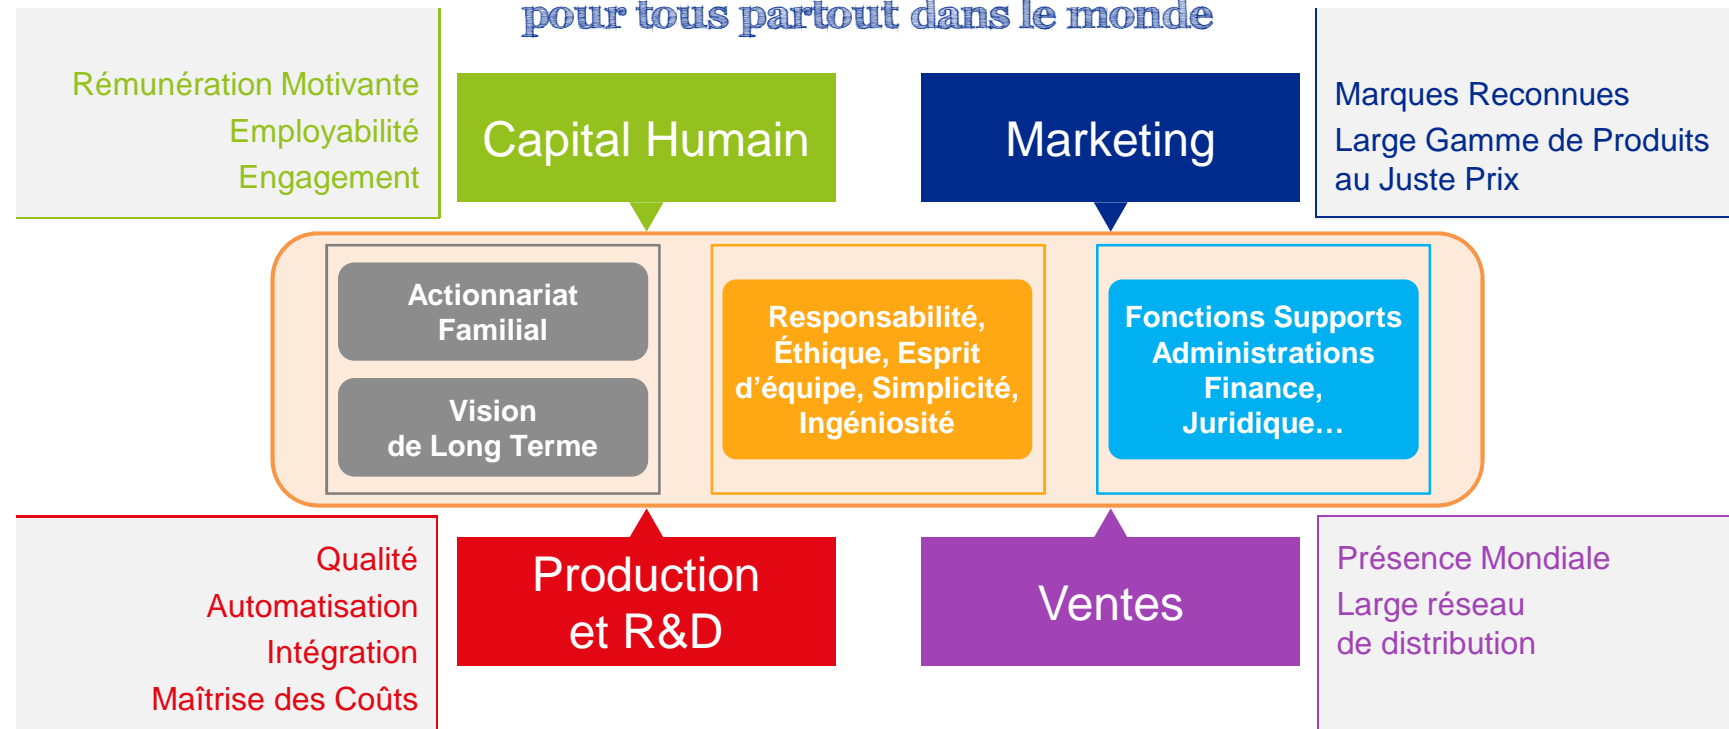 pour tous partout dans le monde
Rémunération Motivante
Employabilité
Engagement
Capital Humain
Marketing
Marques Reconnues
Large Gamme de Produits
au Juste Prix
Actionnariat
Familial
Vision
de Long Terme
Responsabilité,
Éthique, Esprit
d’équipe, Simplicité,
Ingéniosité
Fonctions Supports
Administrations
Finance,
Juridique…
Qualité
Automatisation
Intégration
Maîtrise des Coûts
Production
et R&D
Ventes
Présence Mondiale
Large réseau
de distribution